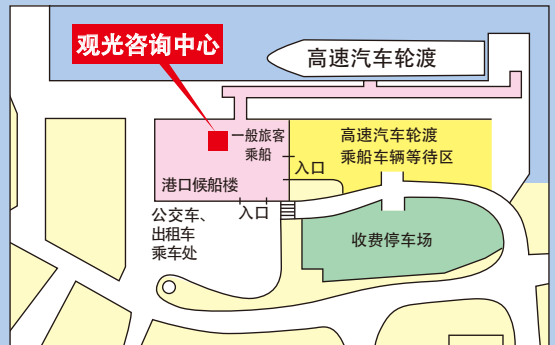 观光咨询中心
高速汽车轮渡
一般旅客
乘船
高速汽车轮渡
乘船车辆等待区
入口
港口候船楼
入口
公交车、
出租车
乘车处
收费停车场